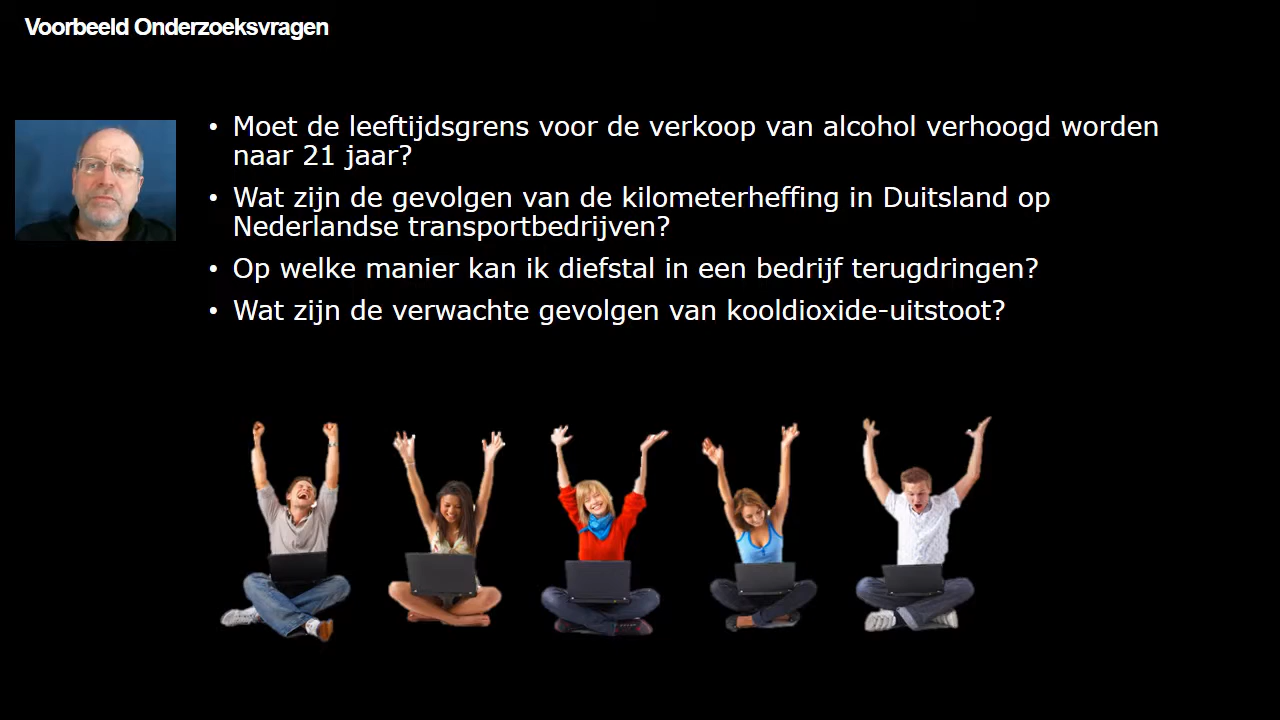 Voorbeeld Onderzoeksvragen
• Moet de leeftijdsgrens voor de verkoop van alcohol verhoogd worden
naar 21 jaar?
• Wat zijn de gevolgen van de kilometerheffing in Duitsland op
Nederlandse transportbedrijven?
• Op welke manier kan ik diefstal in een bedrijf terugdringen?
• Wat zijn de verwachte gevolgen van kooldioxide-uitstoot?